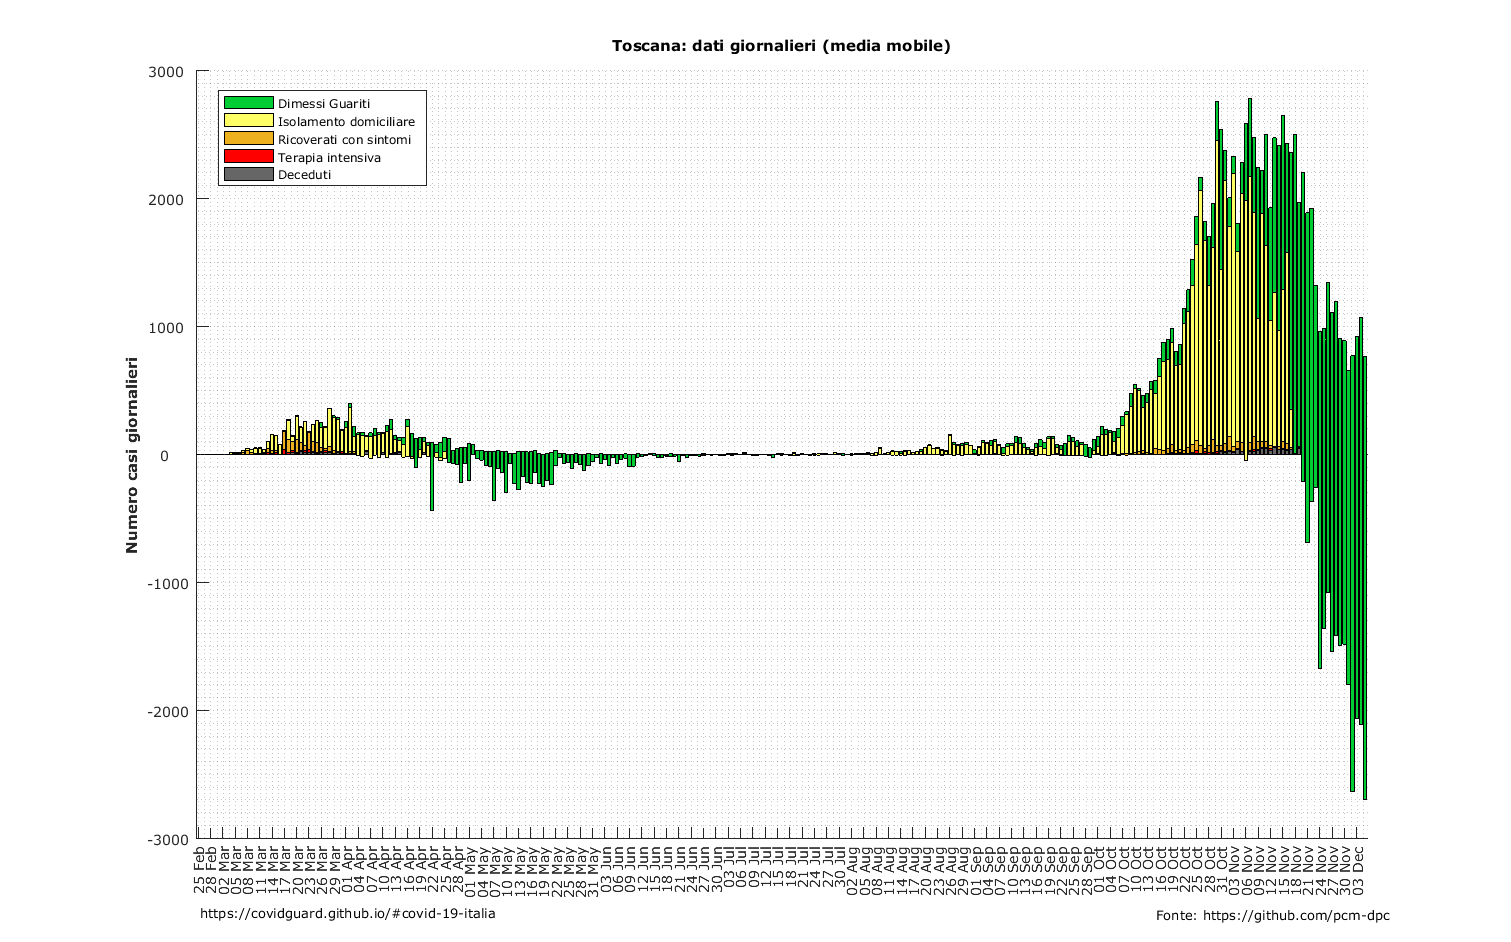 Toscana: dati giornalieri (media mobile)
3000
2000
1000
0
-1000
-2000
-3000
Numero casi giornalieri
Dimessi Guariti
Isolamento domiciliare
Ricoverati con sintomi
Terapia intensiva
Deceduti
25 Feb
28 Feb
02 Mar
05 Mar
08 Mar
11 Mar
14 Mar
17 Mar
20 Mar
23 Mar
26 Mar
29 Mar
01 Apr
04 Apr
07 Apr
10 Apr
13 Apr
16 Apr
19 Apr
22 Apr
25 Apr
28 Apr
01 May
04 May
07 May
10 May
13 May
16 May
19 May
22 May
25 May
28 May
31 May
03 Jun
06 Jun
09 Jun
12 Jun
15 Jun
18 Jun
21 Jun
24 Jun
27 Jun
30 Jun
03 Jul
06 Jul
09 Jul
12 Jul
15 Jul
18 Jul
21 Jul
24 Jul
27 Jul
30 Jul
02 Aug
05 Aug
08 Aug
11 Aug
14 Aug
17 Aug
20 Aug
23 Aug
26 Aug
29 Aug
01 Sep
04 Sep
07 Sep
10 Sep
13 Sep
16 Sep
19 Sep
22 Sep
25 Sep
28 Sep
01 Oct
04 Oct
07 Oct
10 Oct
13 Oct
16 Oct
19 Oct
22 Oct
25 Oct
28 Oct
31 Oct
03 Nov
06 Nov
09 Nov
12 Nov
15 Nov
18 Nov
21 Nov
24 Nov
27 Nov
30 Nov
03 Dec
https://covidguard.github.io/#covid-19-italia
Fonte: https://github.com/pcm-dpc